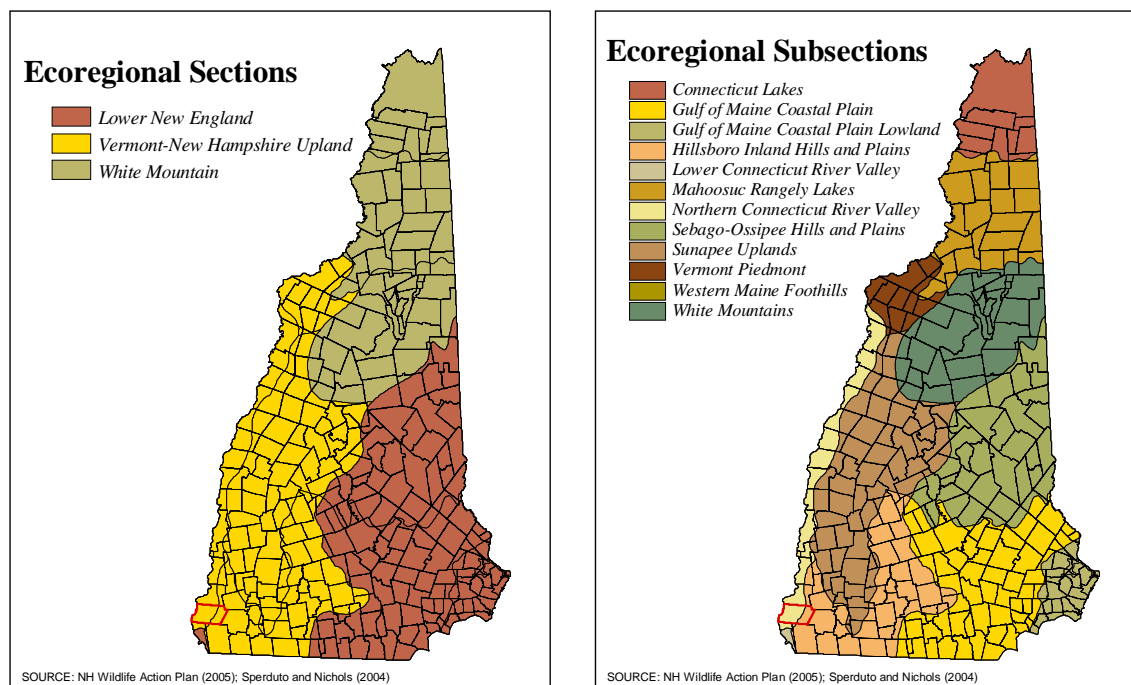 Ecoregional Sections
Lower New England
Vermont-New Hampshire Upland
White Mountain
SOURCE: NH Wildlife Action Plan (2005); Sperduto and Nichols (2004)
Ecoregional Subsections
Connecticut Lakes
Gulf of Maine Coastal Plain
Gulf of Maine Coastal Plain Lowland
Hillsboro Inland Hills and Plains
Lower Connecticut River Valley
Mahoosuc Rangely Lakes
Northern Connecticut River Valley
Sebago-Ossipee Hills and Plains
Sunapee Uplands
Vermont Piedmont
Western Maine Foothills
White Mountains
SOURCE: NH Wildlife Action Plan (2005); Sperduto and Nichols (2004)